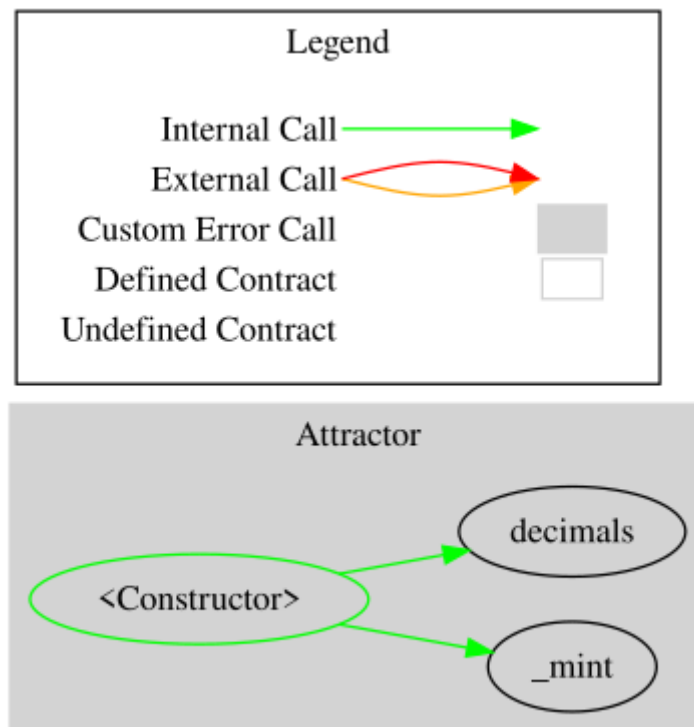 Legend
Internal Call
External Call
Custom Error Call
Defined Contract
Undefined Contract
Attractor
decimals
<Constructor>
_mint